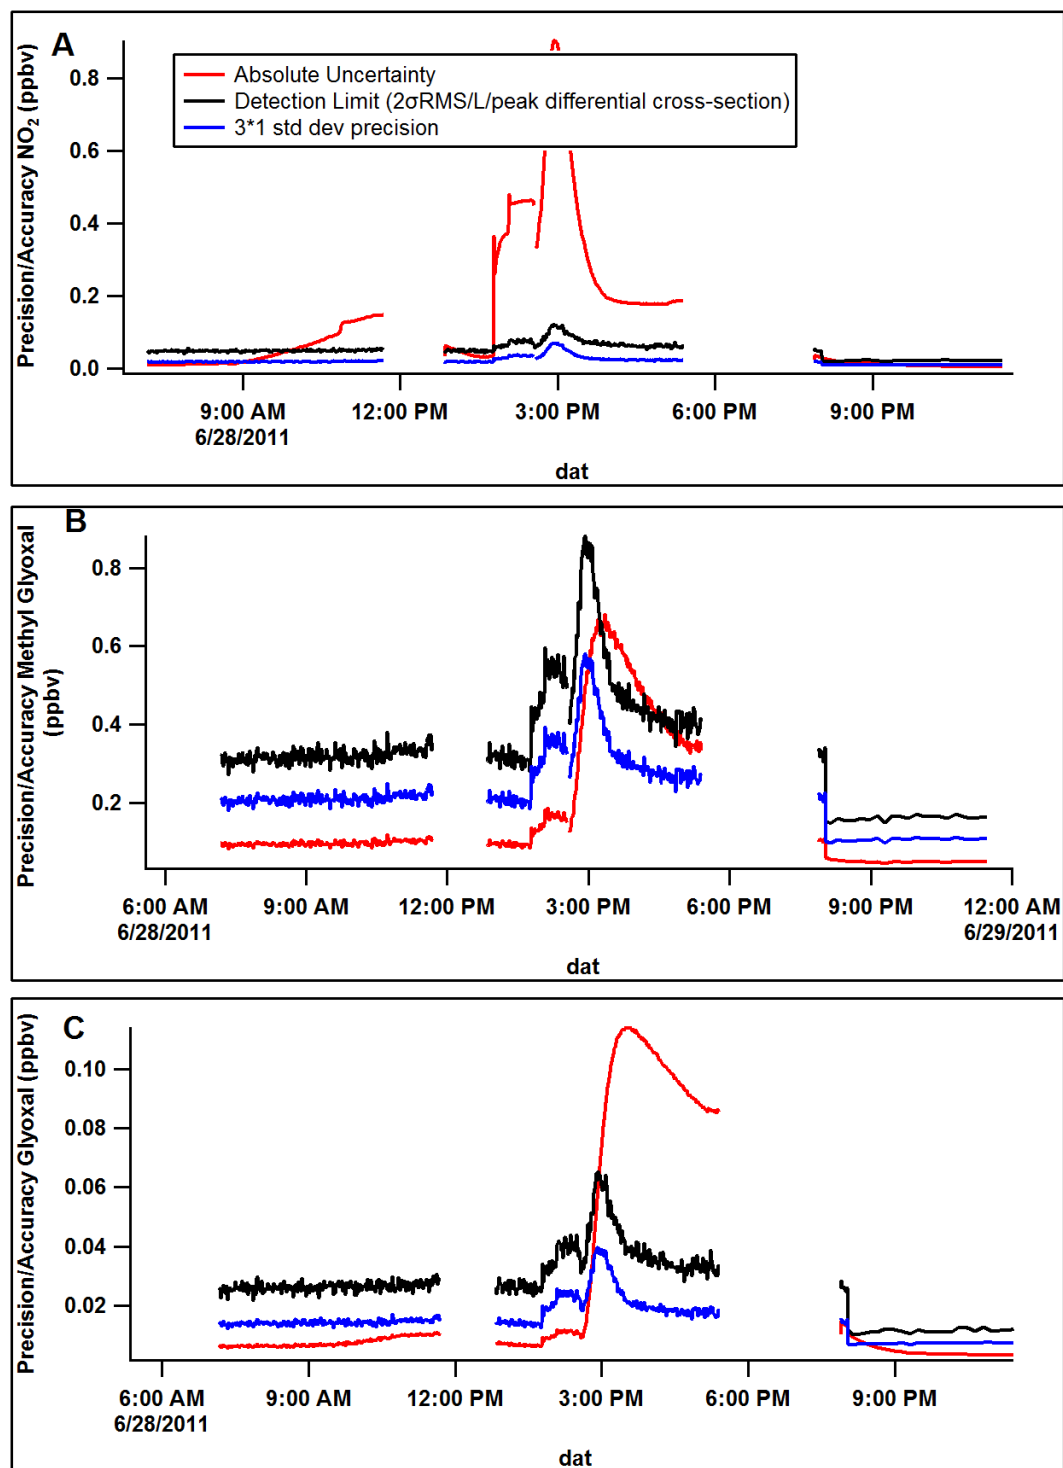 A
Precision/Accuracy NO2 (ppbv)
0.8
0.6
0.4
0.2
0.0
Absolute Uncertainty
Detection Limit (2σRMS/L/peak differential cross-section)
3*1 std dev precision
9:00 AM 12:00 PM 3:00 PM 6:00 PM 9:00 PM
6/28/2011
dat
B
Precision/Accuracy Methyl Glyoxal
(ppbv)
0.8
0.6
0.4
0.2
6:00 AM 9:00 AM 12:00 PM 3:00 PM 6:00 PM 9:00 PM 12:00 AM
6/28/2011 6/29/2011
dat
C
Precision/Accuracy Glyoxal (ppbv)
0.10
0.08
0.06
0.04
0.02
6:00 AM 9:00 AM 12:00 PM 3:00 PM 6:00 PM 9:00 PM
6/28/2011
dat